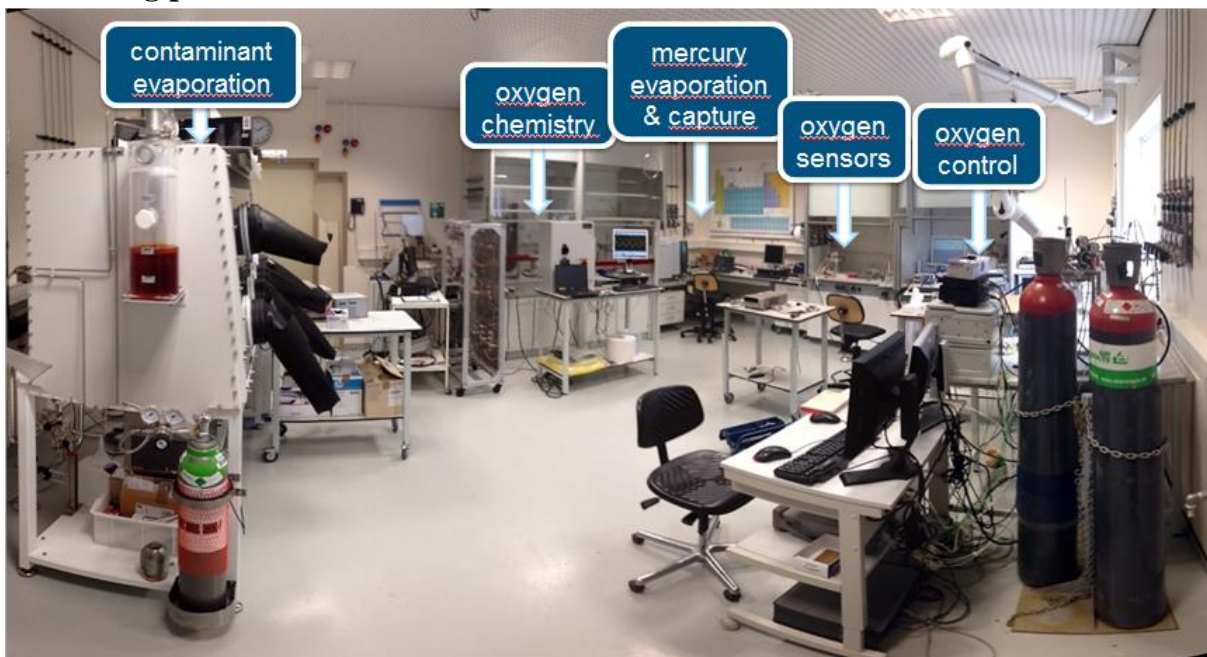 contaminant
evaporation
oxygen
chemistry
mercury
evaporation
& capture
oxygen
sensors
oxygen
control